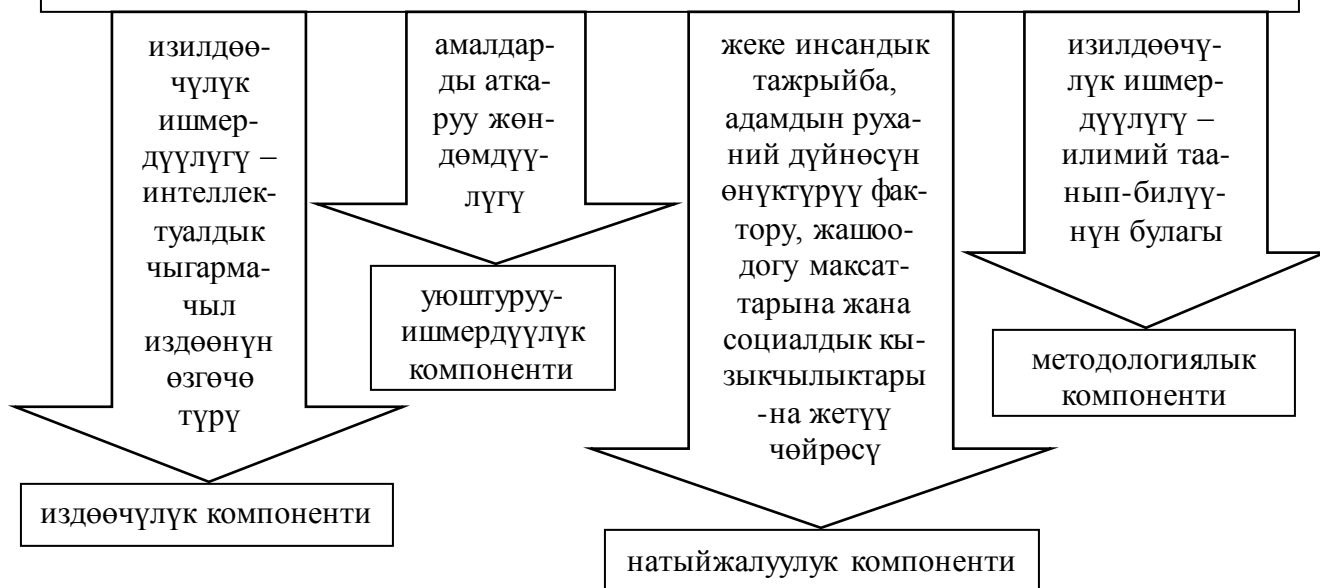 изилдөө-
чүлүк
ишмер-
дүүлүгү –
интеллек-
туалдык
чыгарма-
чыл
издөөнүн
өзгөчө
түрү
издөөчүлүк компоненти
амалдар-
ды атка-
руу жөн-
дөмдүү-
лүгү
уюштуруу-
ишмердүүлүк
компоненти
жеке инсандык
тажрыйба,
адамдын руха-
ний дүйнөсүн
өнүктүрүү фак-
тору, жашоо-
догу максат-
тарына жана
социалдык кы-
зыкчылыктары
-на жетүү
чөйрөсү
натыйжалуулук компоненти
изилдөөчү-
лүк ишмер-
дүүлүгү –
илимий таа-
нып-билүү-
нүн булагы
методологиялык
компоненти